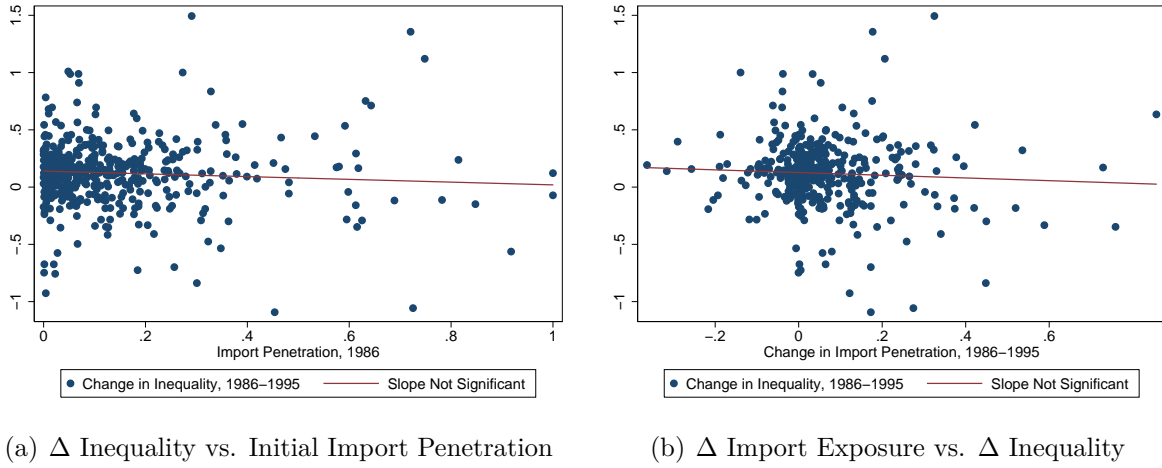 1.5
1
.5
0
−.5
−1
0 .2 .4 .6 .8 1
Import Penetration, 1986
Change in Inequality, 1986−1995 Slope Not Significant
(a) Δ Inequality vs. Initial Import Penetration
1.5
1
.5
0
−.5
−1
−.2 0 .2 .4 .6
Change in Import Penetration, 1986−1995
Change in Inequality, 1986−1995 Slope Not Significant
(b) Δ Import Exposure vs. Δ Inequality